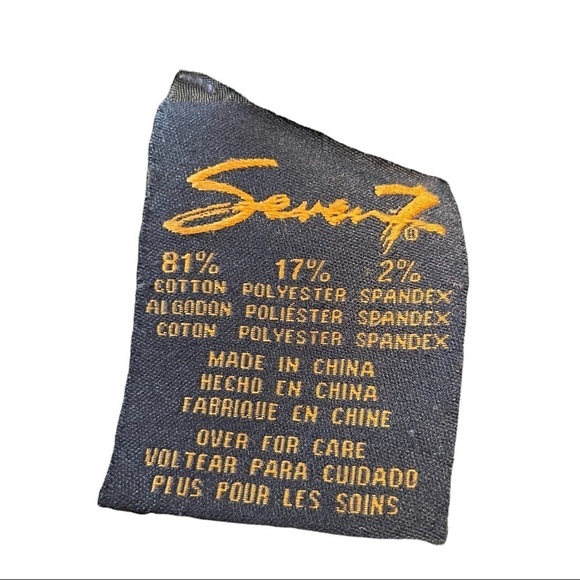 Seven7®
81% 17% 2%
COTTON POLYESTER SPANDEX
ALGODON POLIÉSTER SPANDEX
COTON POLYESTER SPANDEX
MADE IN CHINA
HECHO EN CHINA
FABRIQUE EN CHINE
OVER FOR CARE
VOLTEAR PARA CUIDADO
PLUS POUR LES SOINS